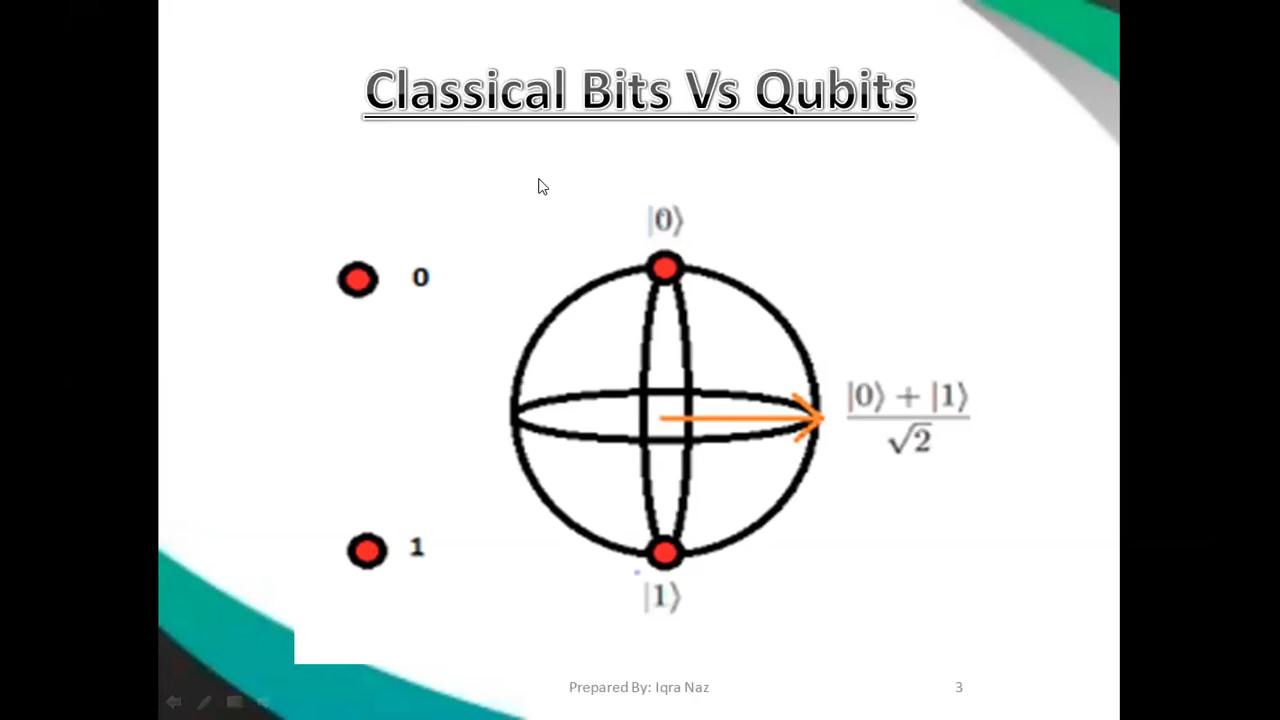 Classical Bits Vs Qubits
|0⟩
0
|0⟩ + |1⟩
√2
1
|1⟩
Prepared By: Iqra Naz
3